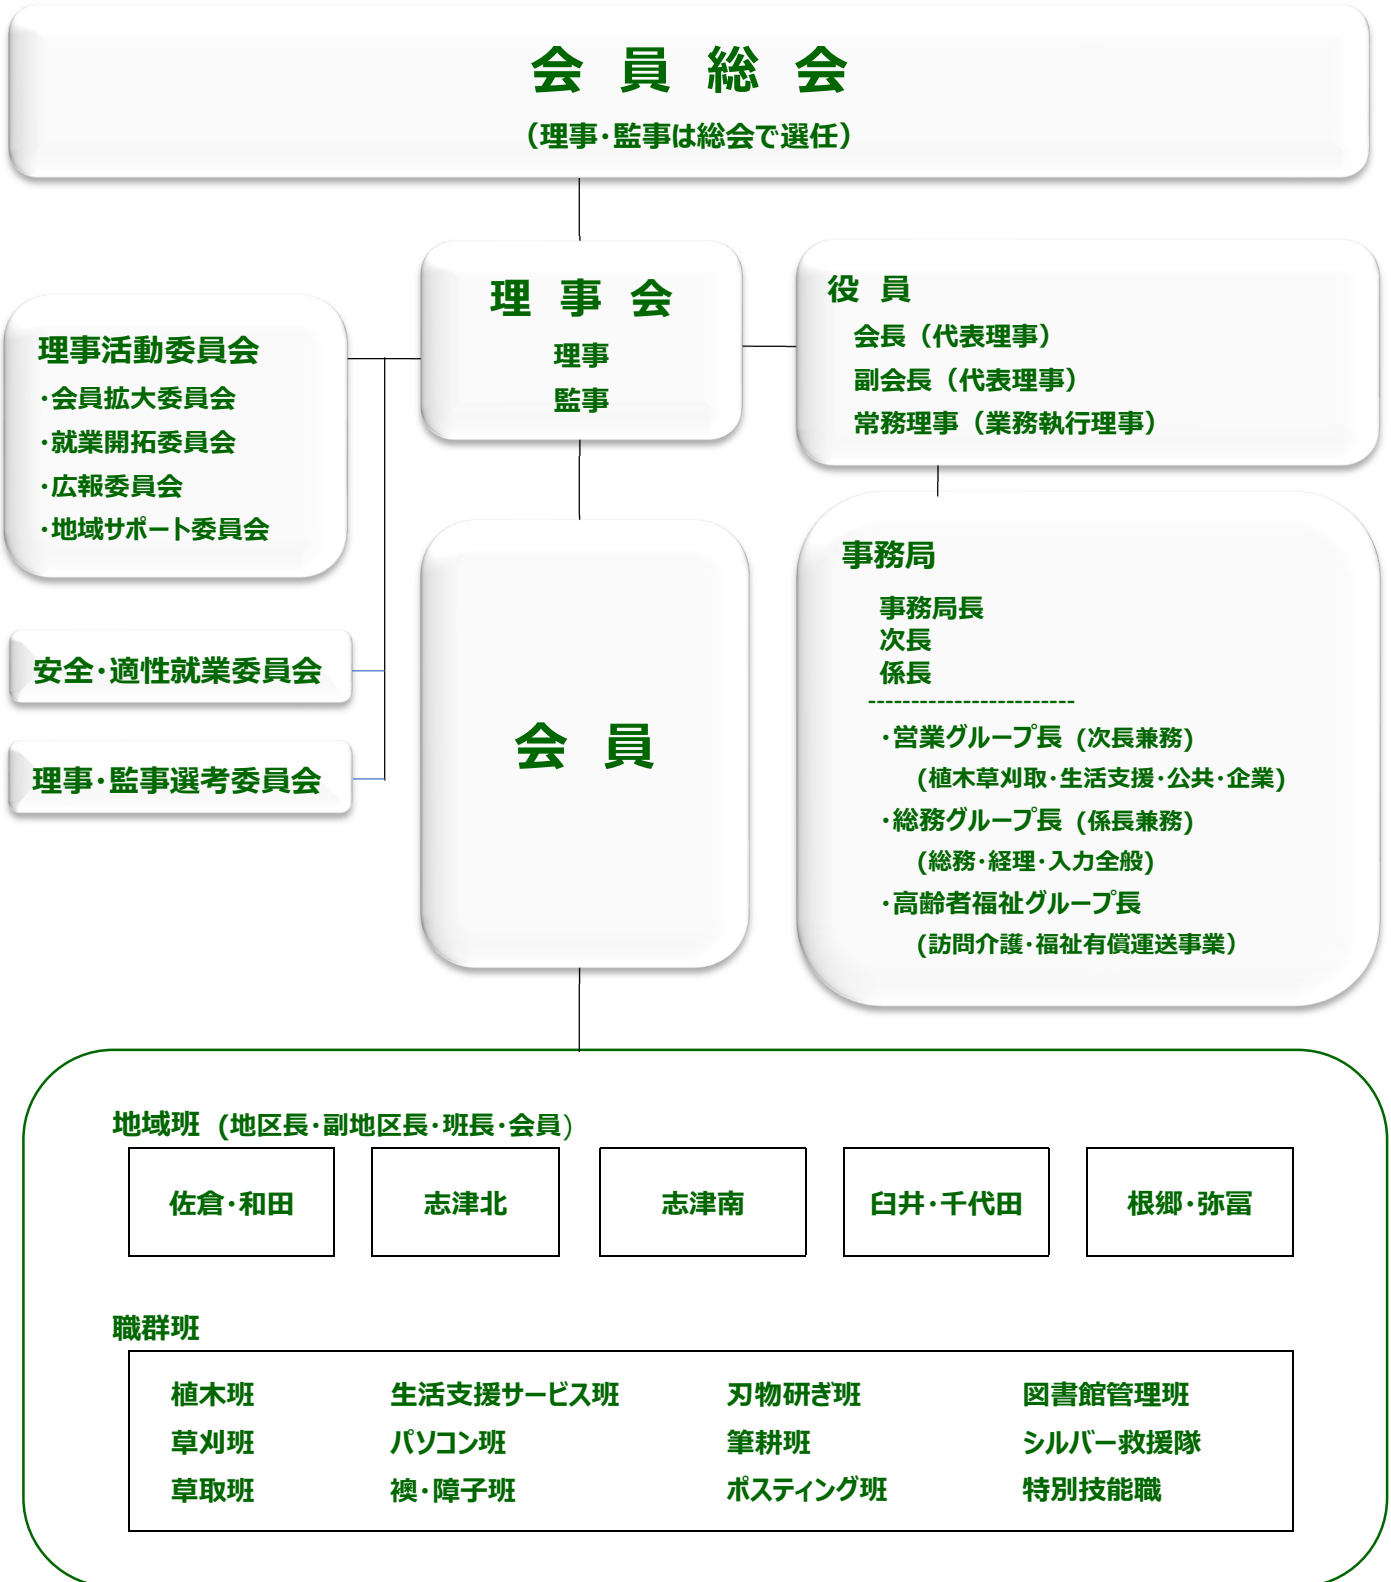 会員総会
（理事・監事は総会で選任）
理事会
理事
監事
役員
会長（代表理事）
副会長（代表理事）
常務理事（業務執行理事）
理事活動委員会
・会員拡大委員会
・就業開拓委員会
・広報委員会
・地域サポート委員会
安全・適性就業委員会
理事・監事選考委員会
会員
事務局
事務局長
次長
係長
------------------------
・営業グループ長 (次長兼務)
(植木草刈取・生活支援・公共・企業)
・総務グループ長 (係長兼務)
(総務・経理・入力全般)
・高齢者福祉グループ長
(訪問介護・福祉有償運送事業）
地域班 (地区長・副地区長・班長・会員)
佐倉・和田 志津北 志津南 臼井・千代田 根郷・弥冨
職群班
植木班 生活支援サービス班 刃物研ぎ班 図書館管理班
草刈班 パソコン班 筆耕班 シルバー救援隊
草取班 襖・障子班 ポスティング班 特別技能職